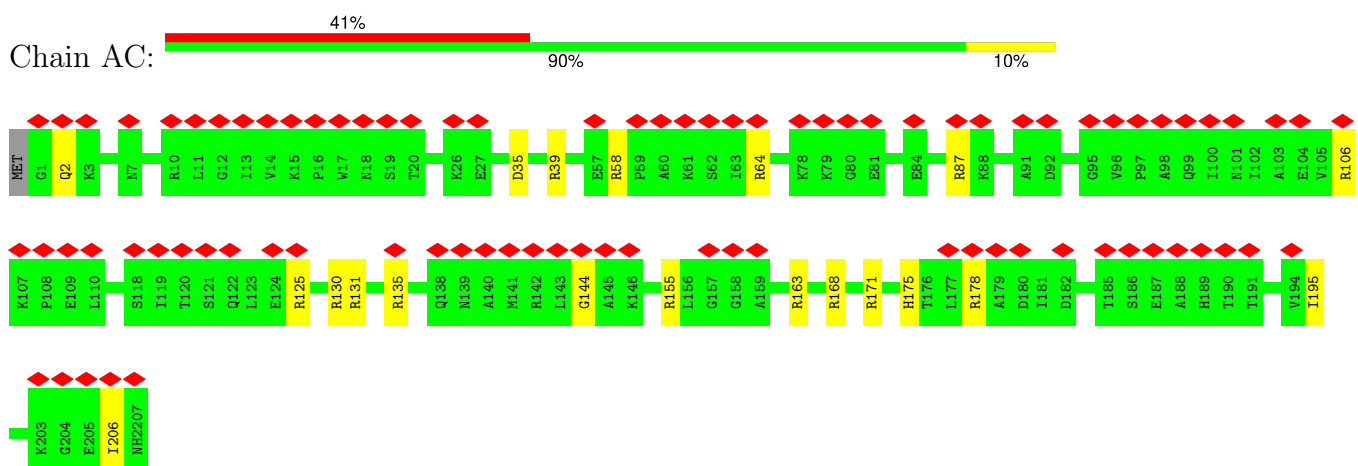 41%
Chain AC:
90% 10%
MET G1 Q2 K3 N7 R10 L11 G12 I13 V14 K15 P16 W17 N18 S19 T20 K26 E27 D35 R39 E57 R58 P59 A60 K61 S62 I63 R64 K78 K79 G80 E81 E84 R87 K88 A91 D92 G95 V96 P97 A98 Q99 I100 N101 I102 A103 E104 V105 R106
K107 P108 E109 L110 S118 I119 T120 S121 Q122 L123 E124 R125 R130 R131 R135 Q138 N139 A140 M141 R142 L143 G144 A145 K146 R155 L156 G157 G158 A159 R163 R168 R171 H175 T176 L177 R178 A179 D180 I181 D182 T185 S186 E187 A188 H189 T190 T191 V194 I195
K203 G204 E205 I206 NH2207